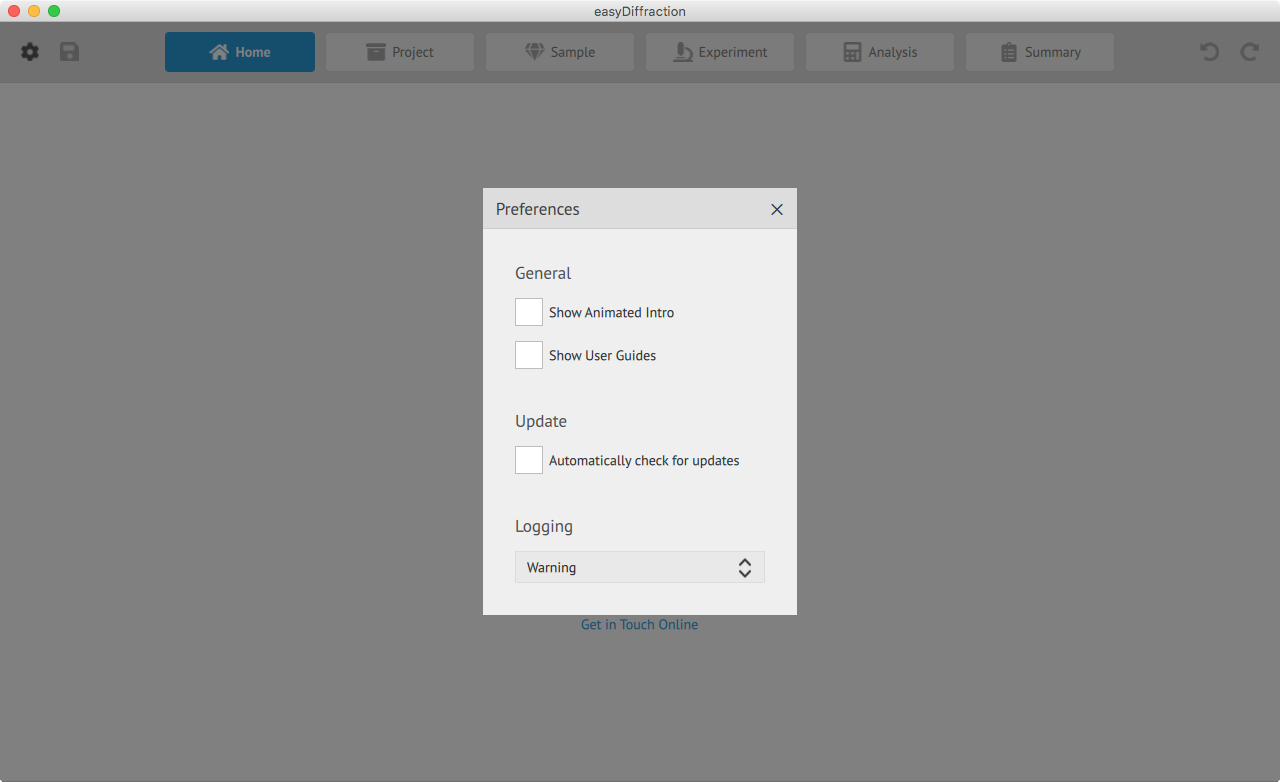 easyDiffraction
Home
Project
Sample
Experiment
Analysis
Summary
Preferences
General
Show Animated Intro
Show User Guides
Update
Automatically check for updates
Logging
Warning
Get in Touch Online